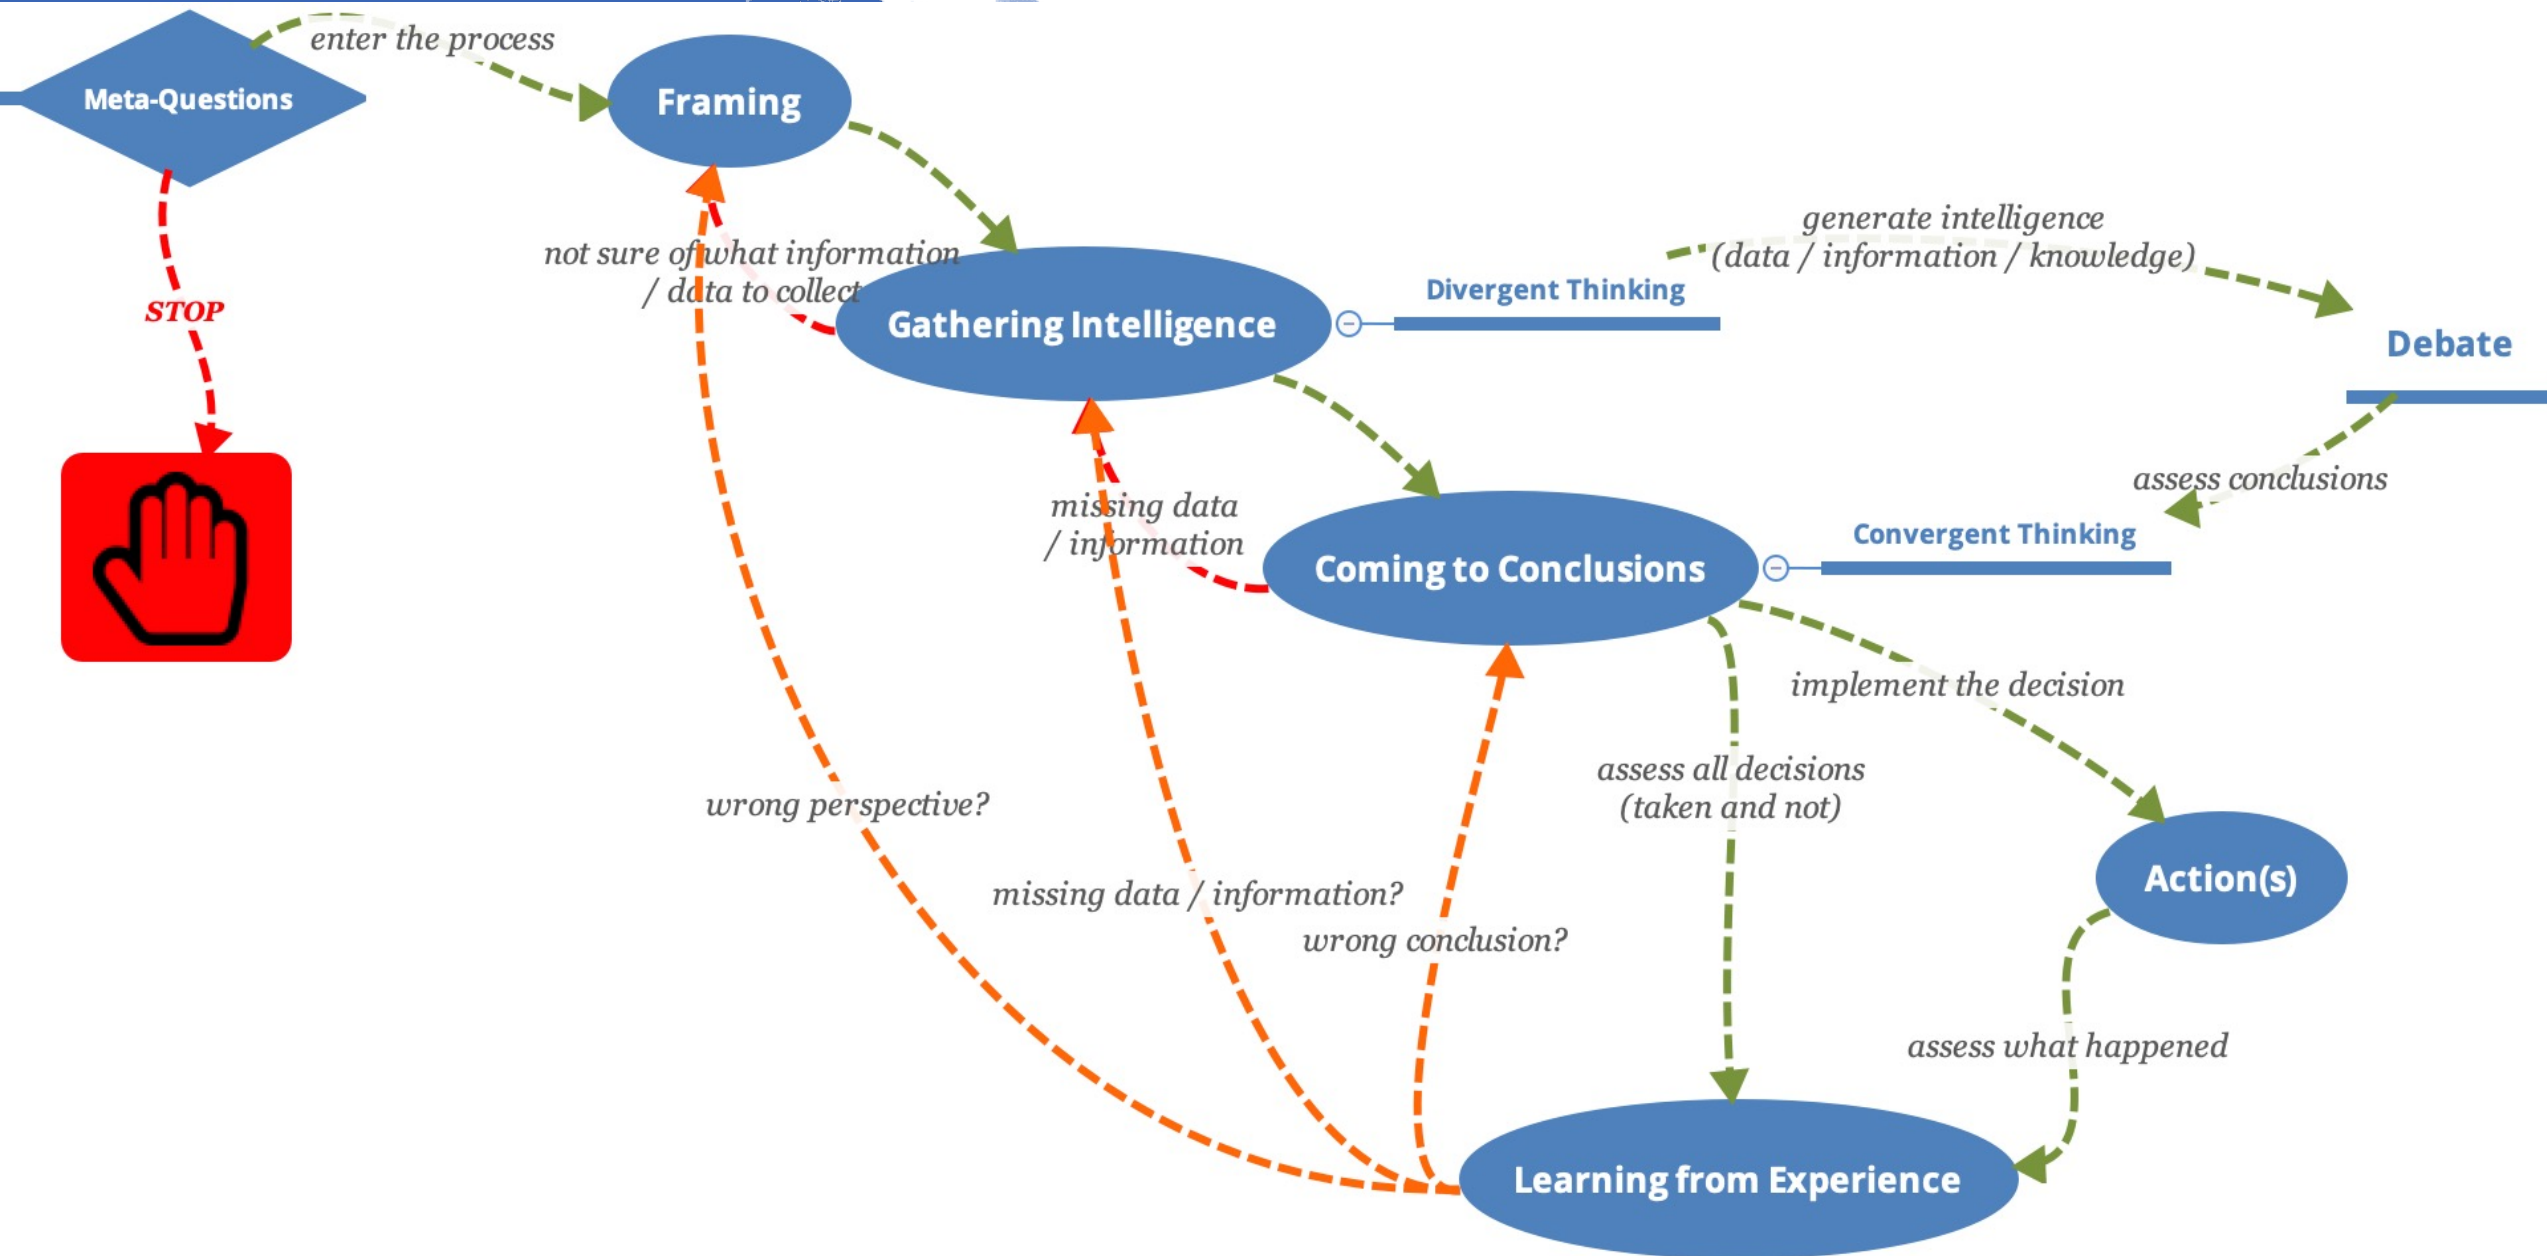 enter the process
Meta-Questions
Framing
generate intelligence
(data / information / knowledge)
not sure of what information
/ data to collect
Divergent Thinking
STOP
Gathering Intelligence
Debate
assess conclusions
missing data
/ information
Convergent Thinking
Coming to Conclusions
implement the decision
assess all decisions
(taken and not)
wrong perspective?
Action(s)
missing data / information?
wrong conclusion?
assess what happened
Learning from Experience